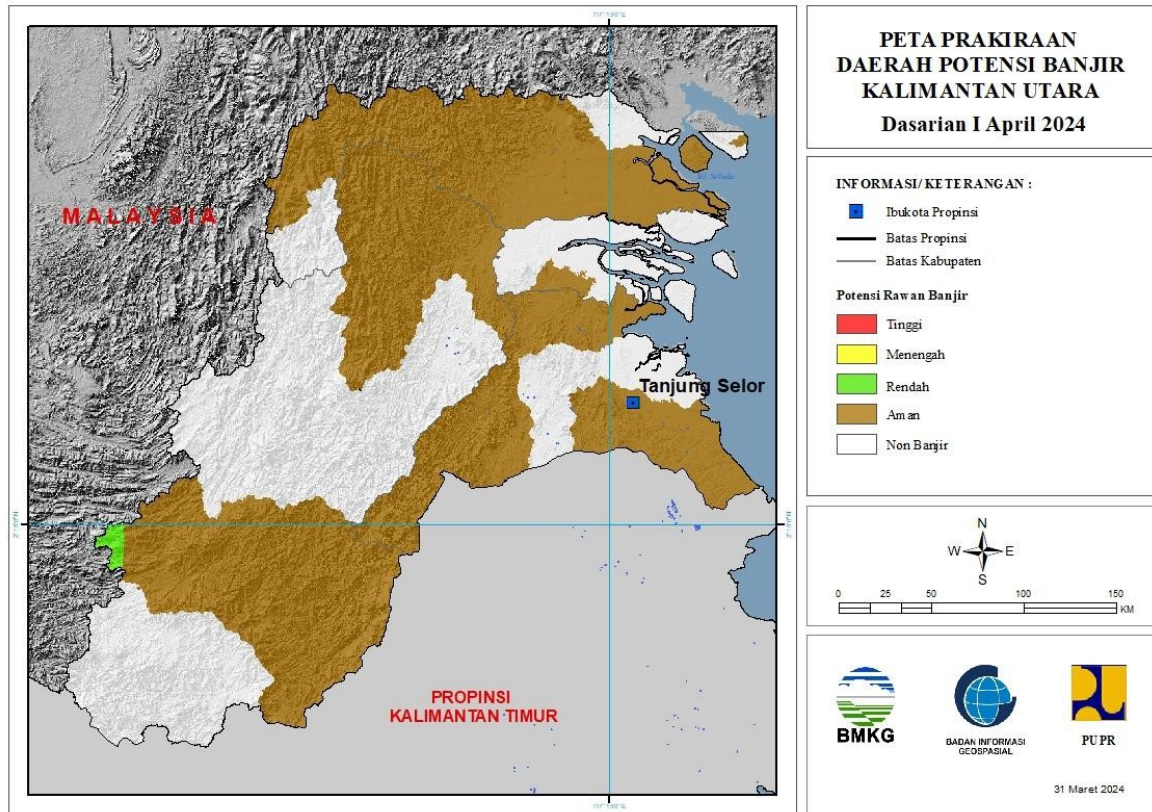 PETA PRAKIRAAN
DAERAH POTENSI BANJIR
KALIMANTAN UTARA
Dasarian I April 2024
MALAYSIA
Tanjung Selor
PROPINSI
KALIMANTAN TIMUR
INFORMASI/ KETERANGAN :
Ibukota Propinsi
Batas Propinsi
Batas Kabupaten
Potensi Rawan Banjir
Tinggi
Menengah
Rendah
Aman
Non Banjir
N
W E
S
0 25 50 100 150
KM
BMKG
BADAN INFORMASI
GEOSPASIAL
PUPR
31 Maret 2024